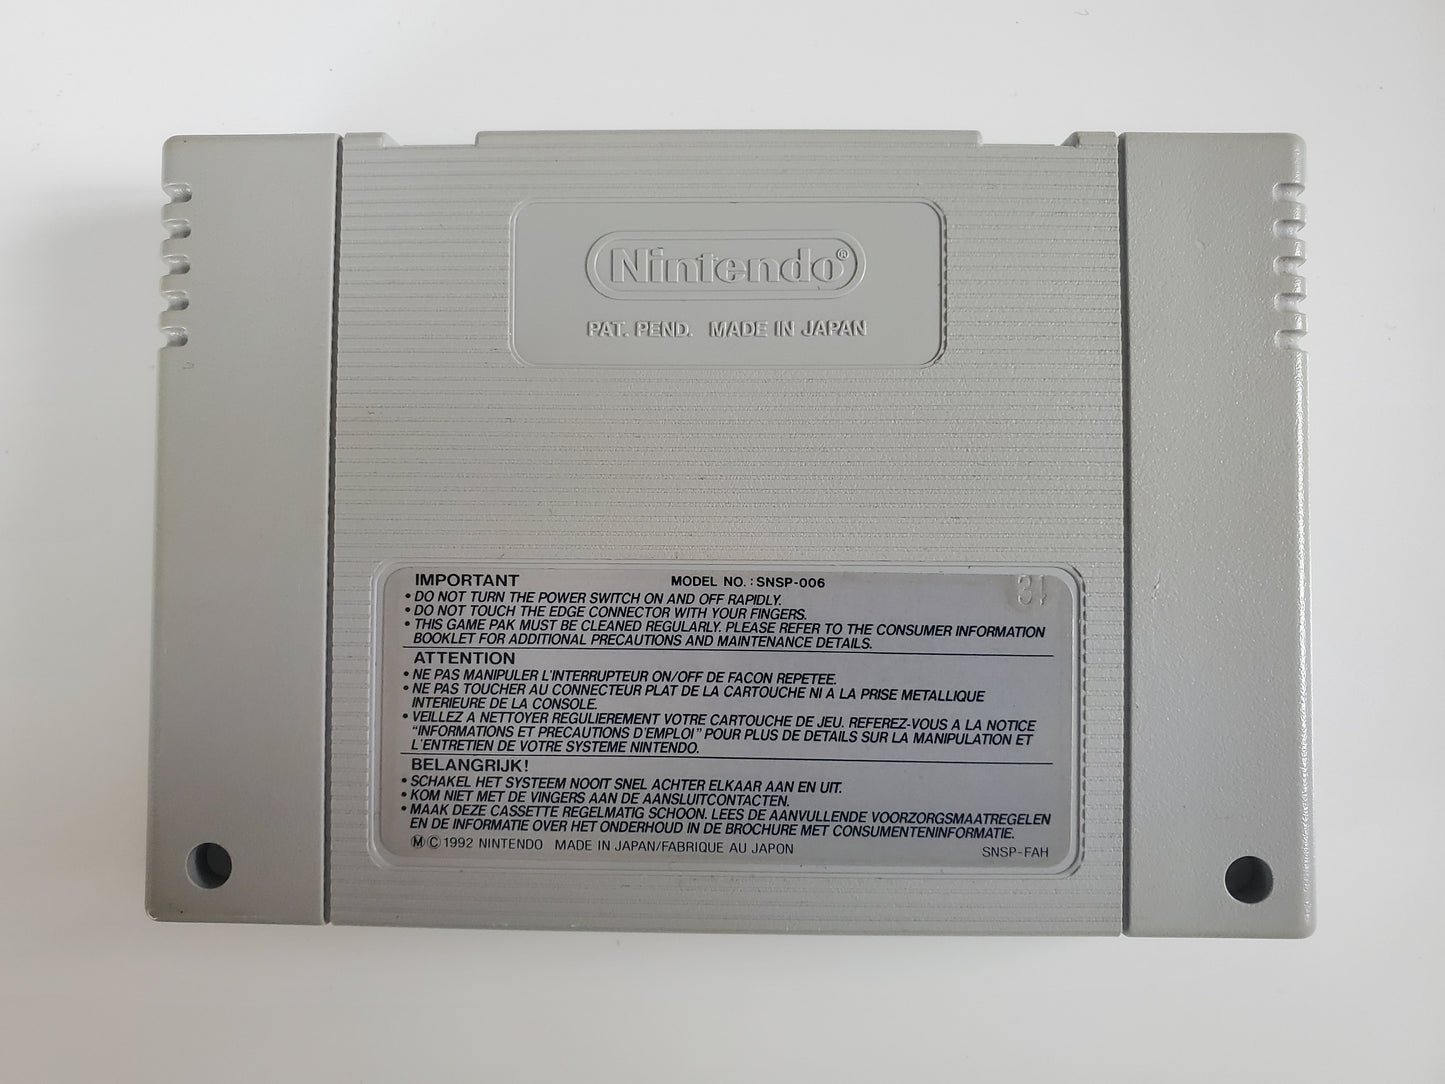 Nintendo®
PAT. PEND. MADE IN JAPAN
IMPORTANT MODEL NO. : SNSP-006 31
• DO NOT TURN THE POWER SWITCH ON AND OFF RAPIDLY.
• DO NOT TOUCH THE EDGE CONNECTOR WITH YOUR FINGERS.
• THIS GAME PAK MUST BE CLEANED REGULARLY. PLEASE REFER TO THE CONSUMER INFORMATION
BOOKLET FOR ADDITIONAL PRECAUTIONS AND MAINTENANCE DETAILS.
ATTENTION
• NE PAS MANIPULER L'INTERRUPTEUR ON/OFF DE FACON REPETEE.
• NE PAS TOUCHER AU CONNECTEUR PLAT DE LA CARTOUCHE NI A LA PRISE METALLIQUE
INTERIEURE DE LA CONSOLE.
• VEILLEZ A NETTOYER REGULIEREMENT VOTRE CARTOUCHE DE JEU. REFEREZ-VOUS A LA NOTICE
"INFORMATIONS ET PRECAUTIONS D'EMPLOI" POUR PLUS DE DETAILS SUR LA MANIPULATION ET
L'ENTRETIEN DE VOTRE SYSTEME NINTENDO.
BELANGRIJK!
• SCHAKEL HET SYSTEEM NOOIT SNEL ACHTER ELKAAR AAN EN UIT.
• KOM NIET MET DE VINGERS AAN DE AANSLUITCONTACTEN.
• MAAK DEZE CASSETTE REGELMATIG SCHOON. LEES DE AANVULLENDE VOORZORGSMAATREGELEN
EN DE INFORMATIE OVER HET ONDERHOUD IN DE BROCHURE MET CONSUMENTENINFORMATIE.
Ⓜ © 1992 NINTENDO MADE IN JAPAN/FABRIQUE AU JAPON SNSP-FAH